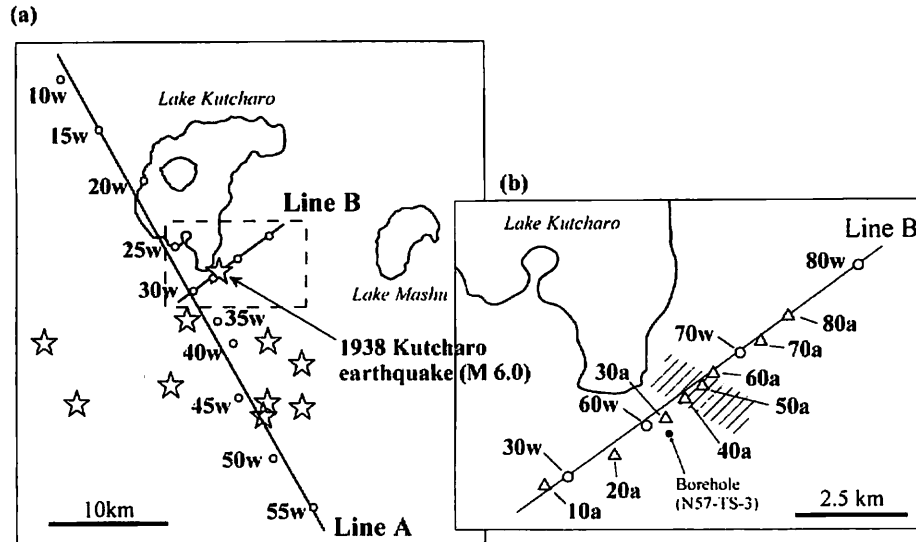 (a)
Lake Kutcharo
10w
15w
20w
Line B
25w
30w
Lake Mashu
35w
40w
1938 Kutcharo
earthquake (M 6.0)
45w
50w
55w
10km
Line A
(b)
Lake Kutcharo
Line B
80w
80a
70w
70a
30a
60a
60w
50a
40a
30w
20a
Borehole
(N57-TS-3)
10a
2.5 km